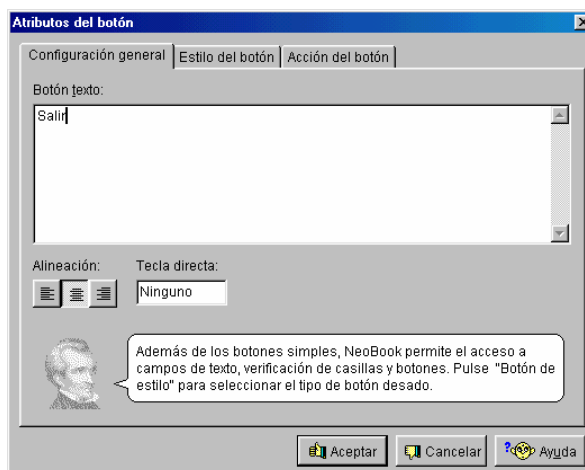 Atributos del botón
Configuración general Estilo del botón Acción del botón
Botón texto:
Salir
Alineación: Tecla directa:
Ninguno
Además de los botones simples, NeoBook permite el acceso a
campos de texto, verificación de casillas y botones. Pulse "Botón de
estilo" para seleccionar el tipo de botón desado.
Aceptar Cancelar ? Ayuda